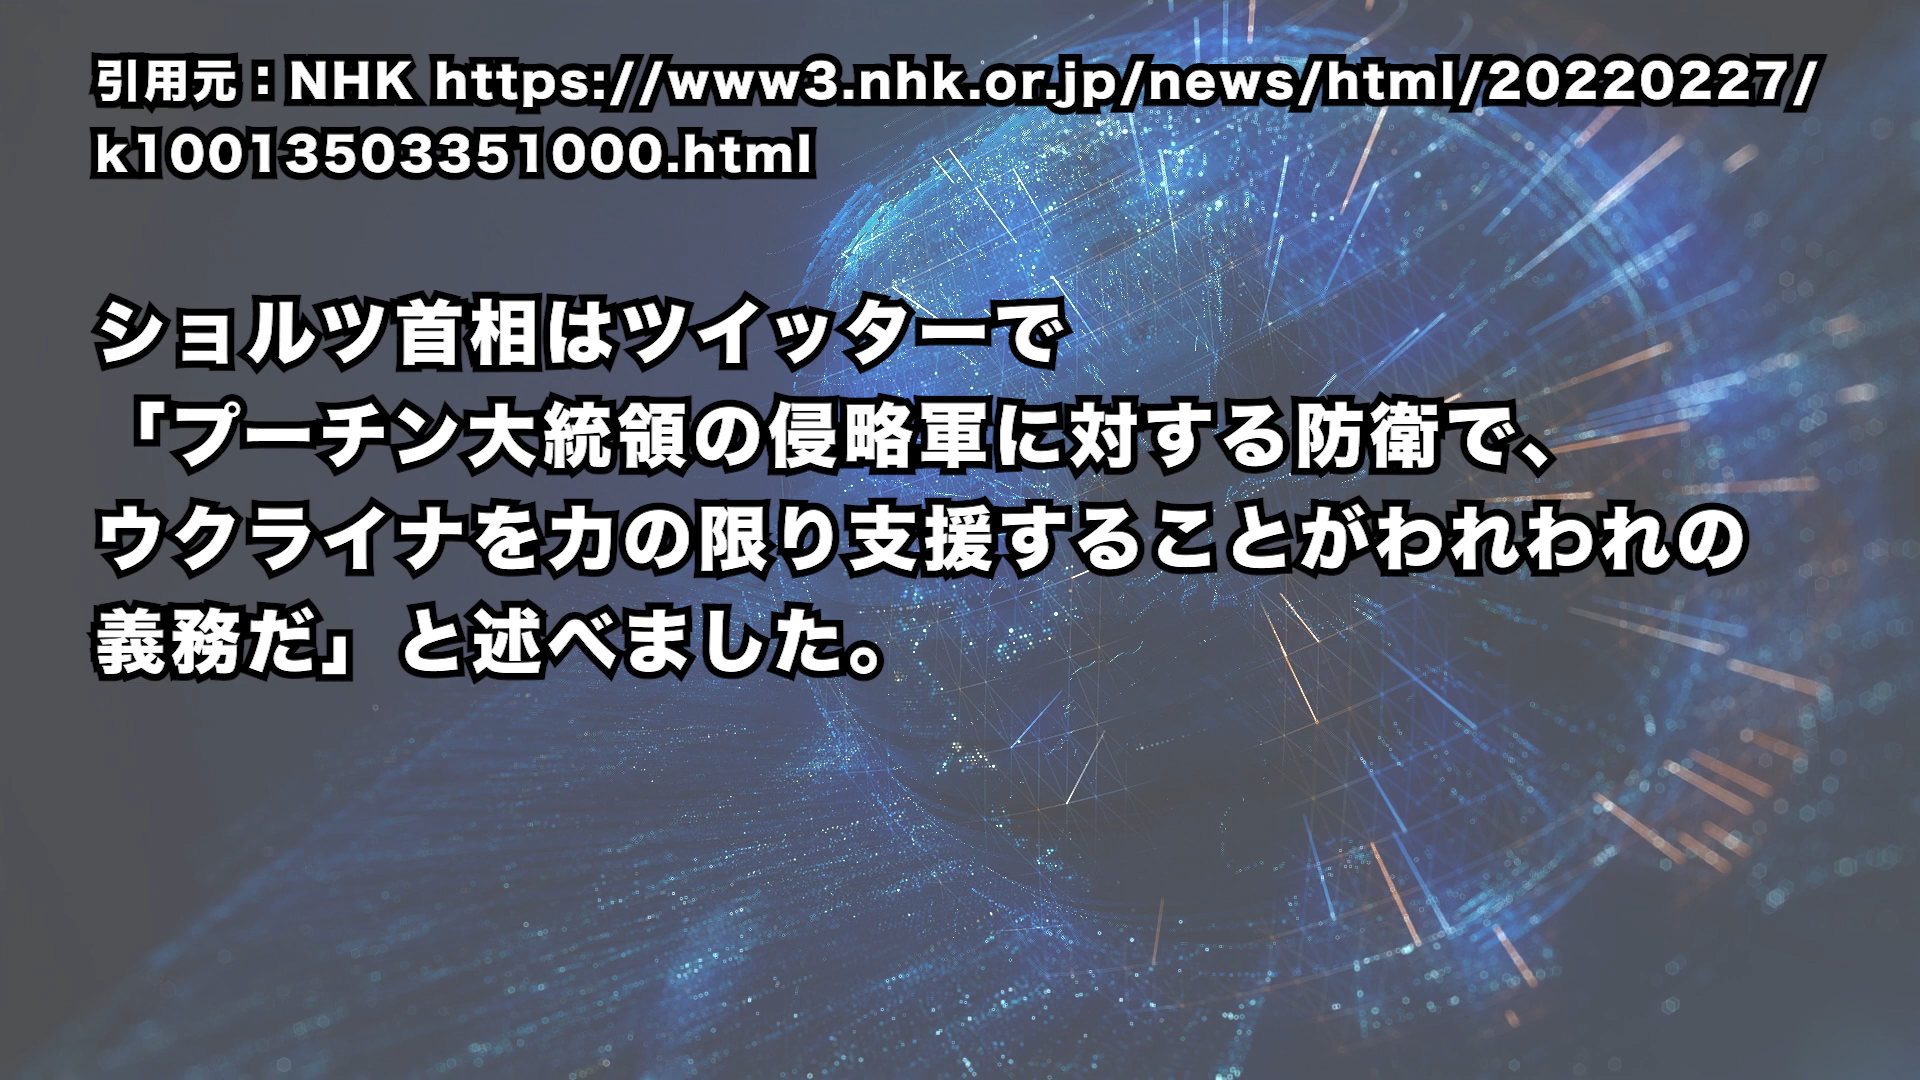 引用元：NHK https://www3.nhk.or.jp/news/html/20220227/
k10013503351000.html
ショルツ首相はツイッターで
「プーチン大統領の侵略軍に対する防衛で、
ウクライナを力の限り支援することがわれわれの
義務だ」と述べました。